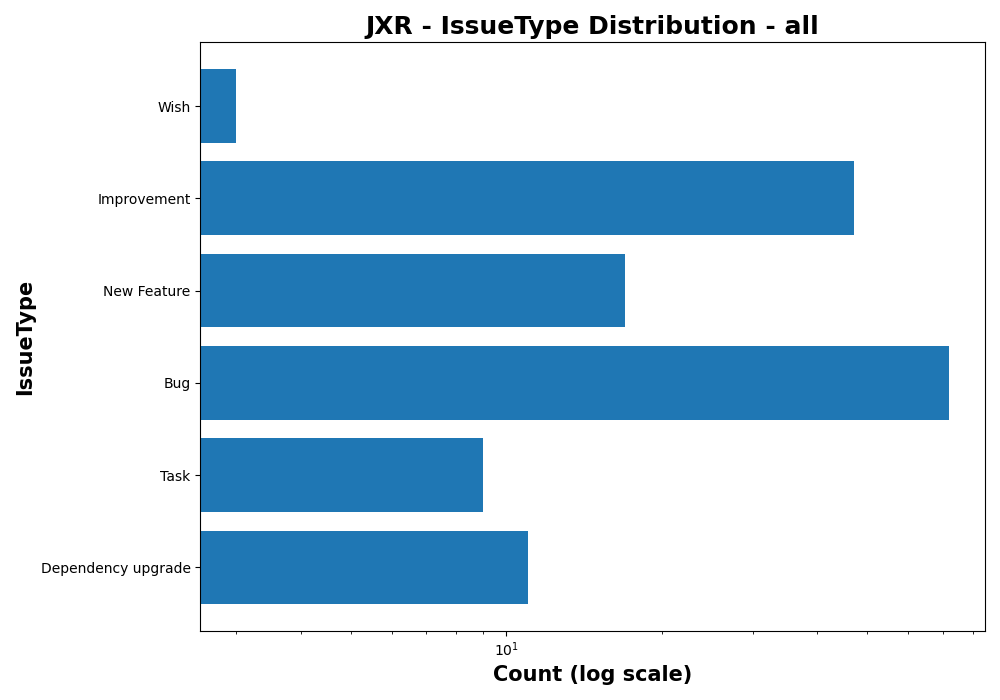 JXR - IssueType Distribution - all
IssueType
Wish
Improvement
New Feature
Bug
Task
Dependency upgrade
10¹
Count (log scale)